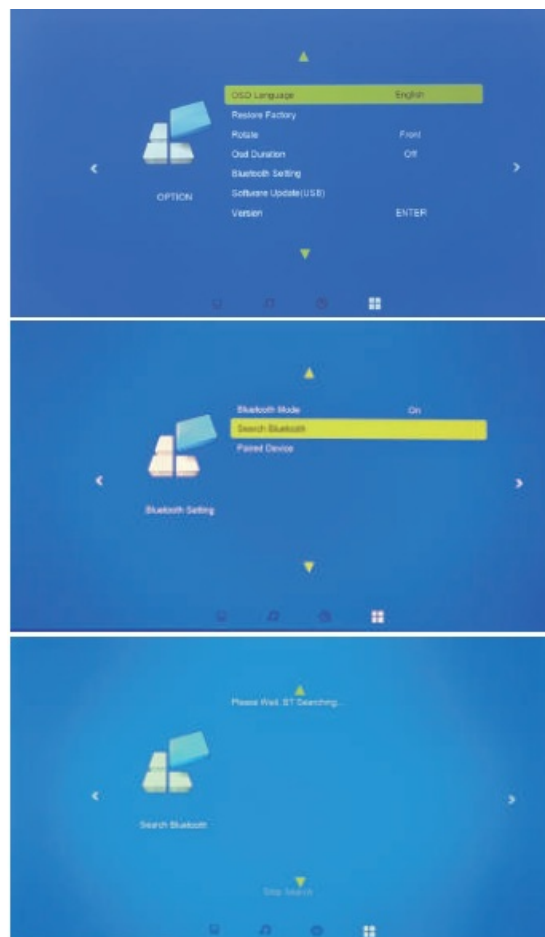 OSD Language English
Restore Factory
Rotate Front
Osd Duration Off
Bluetooth Setting
Software Update(USB)
Version ENTER
OPTION
Bluetooth Mode On
Search Bluetooth
Paired Device
Bluetooth Setting
Please Wait, BT Searching...
Search Bluetooth
Stop Search